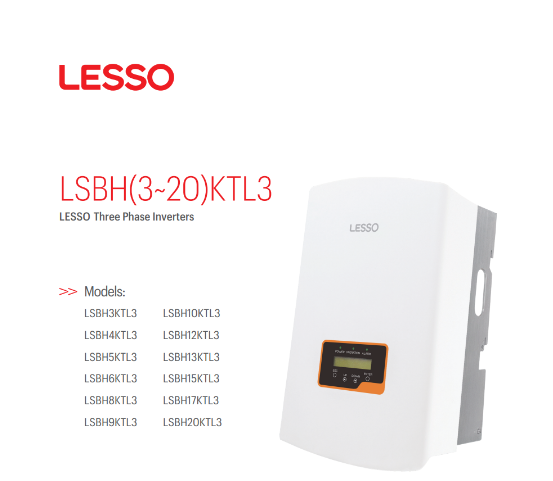 LESSO
LSBH(3~20)KTL3
LESSO Three Phase Inverters
>> Models:
LSBH3KTL3 LSBH10KTL3
LSBH4KTL3 LSBH12KTL3
LSBH5KTL3 LSBH13KTL3
LSBH6KTL3 LSBH15KTL3
LSBH8KTL3 LSBH17KTL3
LSBH9KTL3 LSBH20KTL3
LESSO